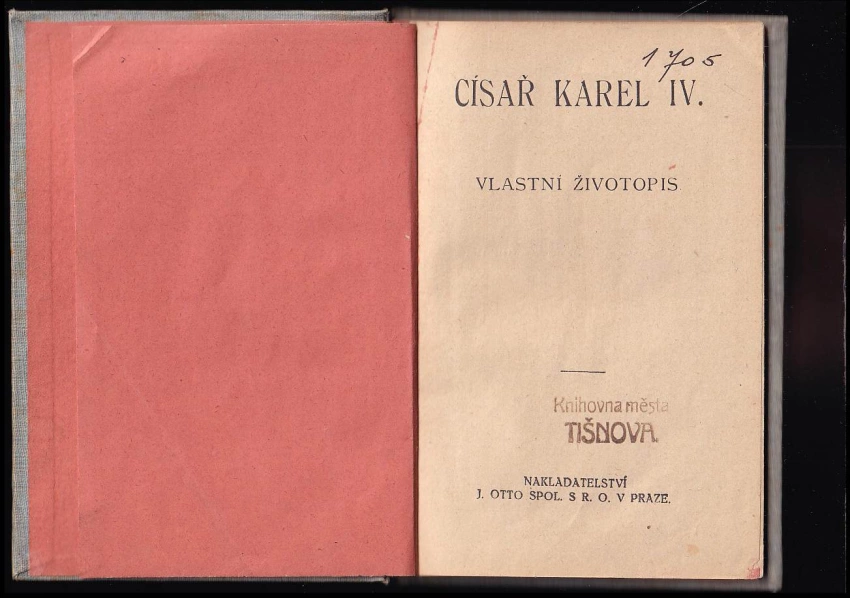 1705
CÍSAŘ KAREL IV.
VLASTNÍ ŽIVOTOPIS
Knihovna města
TIŠNOVA.
NAKLADATELSTVÍ
J. OTTO SPOL. S R. O. V PRAZE.